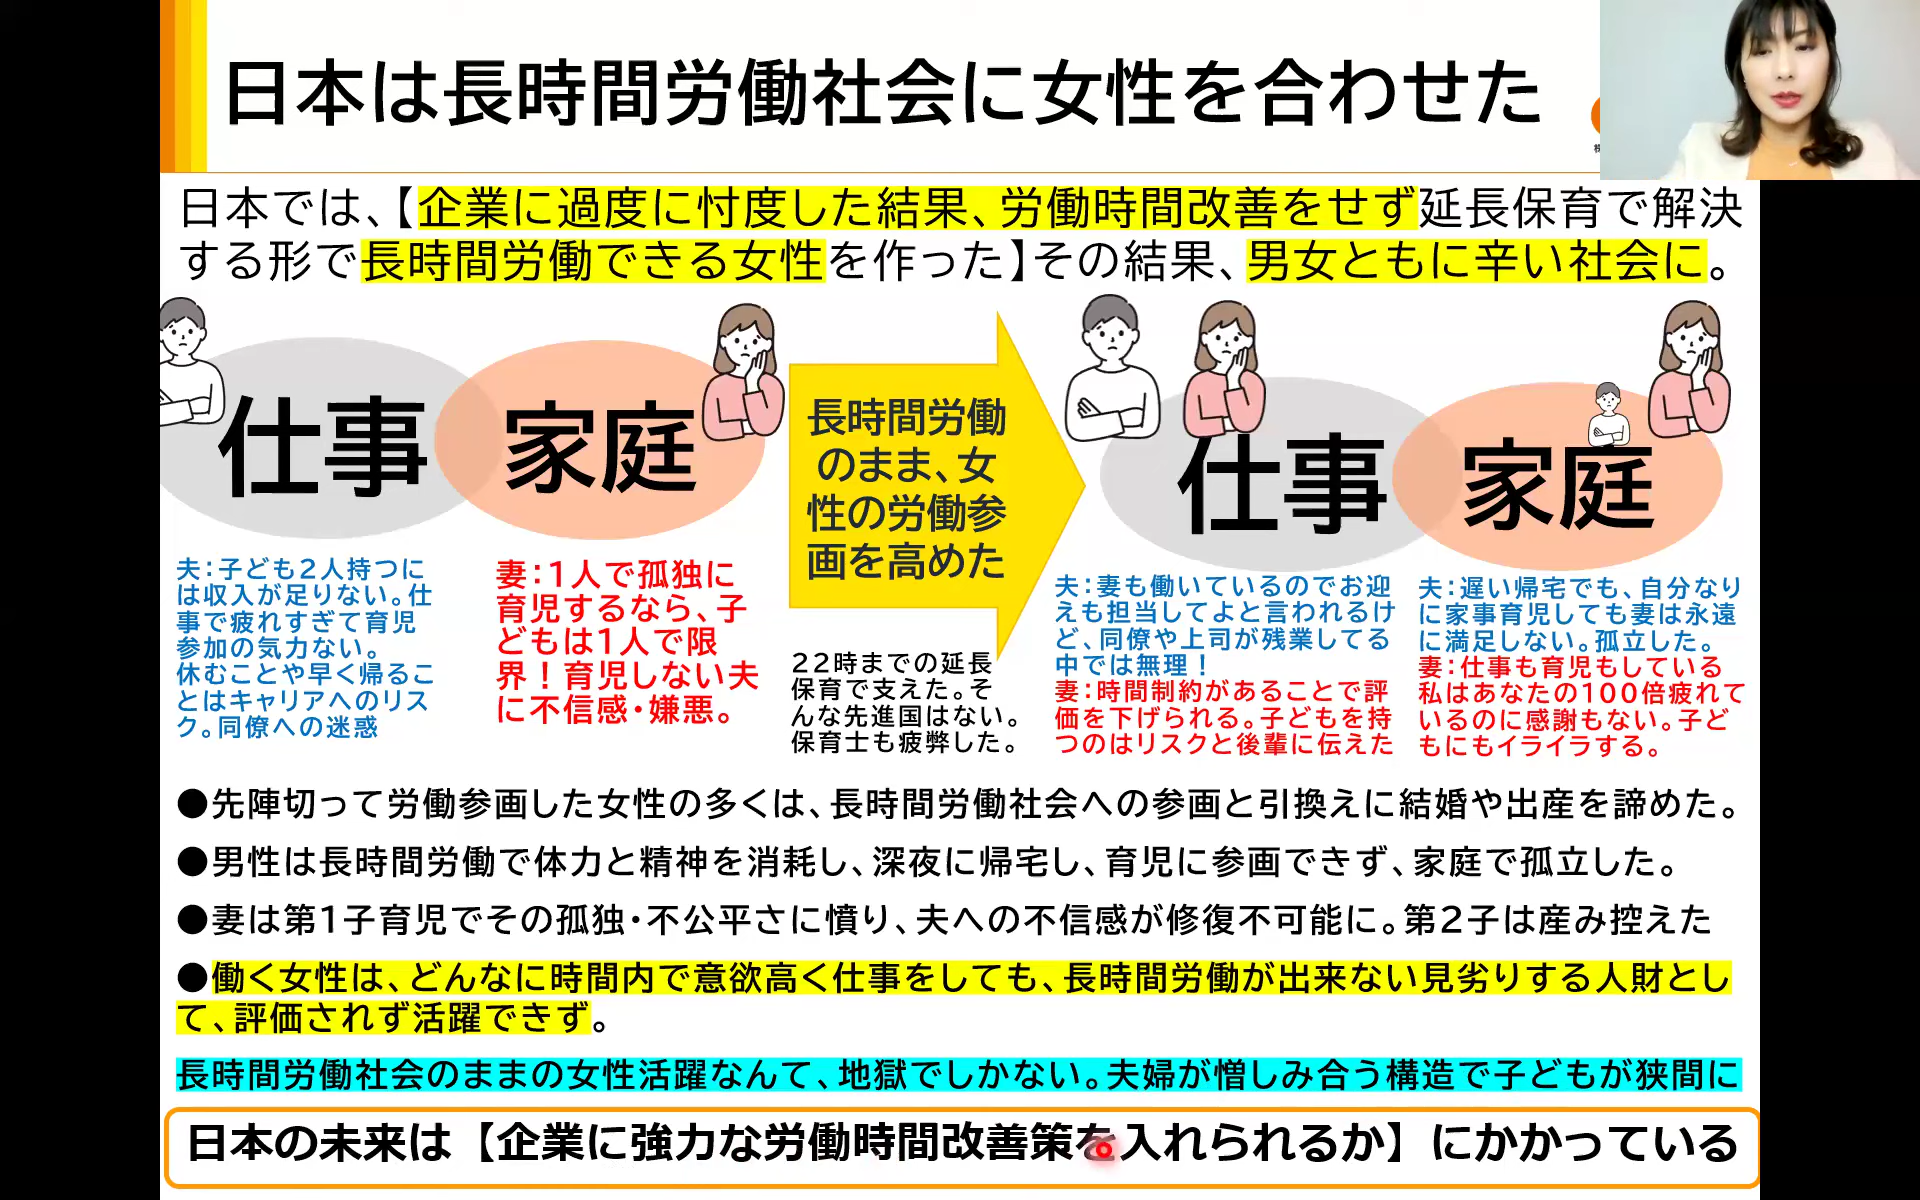 日本は長時間労働社会に女性を合わせた
株
日本では、【企業に過度に忖度した結果、労働時間改善をせず延長保育で解決
する形で長時間労働できる女性を作った】その結果、男女ともに辛い社会に。
仕事
家庭
夫：子ども２人持つに
は収入が足りない。仕
事で疲れすぎて育児
参加の気力ない。
休むことや早く帰るこ
とはキャリアへのリス
ク。同僚への迷惑
妻：１人で孤独に
育児するなら、子
どもは１人で限
界！育児しない夫
に不信感・嫌悪。
長時間労働
のまま、女
性の労働参
画を高めた
２２時までの延長
保育で支えた。そ
んな先進国はない。
保育士も疲弊した。
仕事
家庭
夫：妻も働いているのでお迎
えも担当してよと言われるけ
ど、同僚や上司が残業してる
中では無理！
妻：時間制約があることで評
価を下げられる。子どもを持
つのはリスクと後輩に伝えた
夫：遅い帰宅でも、自分なり
に家事育児しても妻は永遠
に満足しない。孤立した。
妻：仕事も育児もしている
私はあなたの１００倍疲れて
いるのに感謝もない。子ど
もにもイライラする。
●先陣切って労働参画した女性の多くは、長時間労働社会への参画と引換えに結婚や出産を諦めた。
●男性は長時間労働で体力と精神を消耗し、深夜に帰宅し、育児に参画できず、家庭で孤立した。
●妻は第１子育児でその孤独・不公平さに憤り、夫への不信感が修復不可能に。第２子は産み控えた
●働く女性は、どんなに時間内で意欲高く仕事をしても、長時間労働が出来ない見劣りする人財とし
て、評価されず活躍できず。
長時間労働社会のままの女性活躍なんて、地獄でしかない。夫婦が憎しみ合う構造で子どもが狭間に
日本の未来は【企業に強力な労働時間改善策を入れられるか】にかかっている